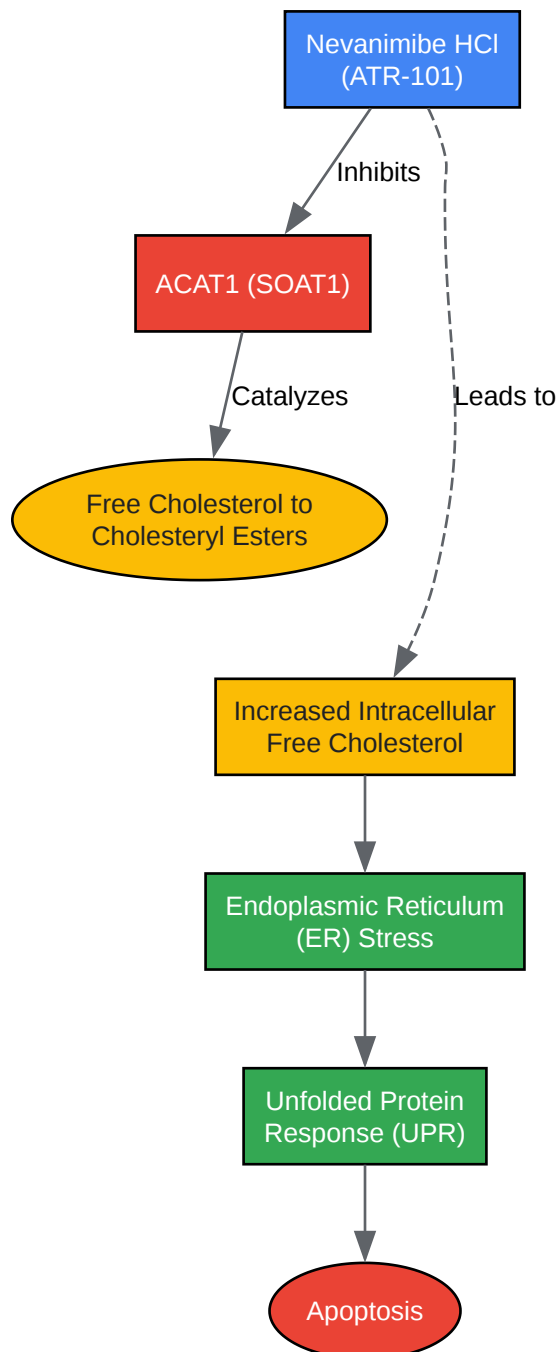 Nevanimibe HCl
(ATR-101)
Inhibits
ACAT1 (SOAT1)
Catalyzes
Leads to
Free Cholesterol to
Cholesteryl Esters
Increased Intracellular
Free Cholesterol
Endoplasmic Reticulum
(ER) Stress
Unfolded Protein
Response (UPR)
Apoptosis